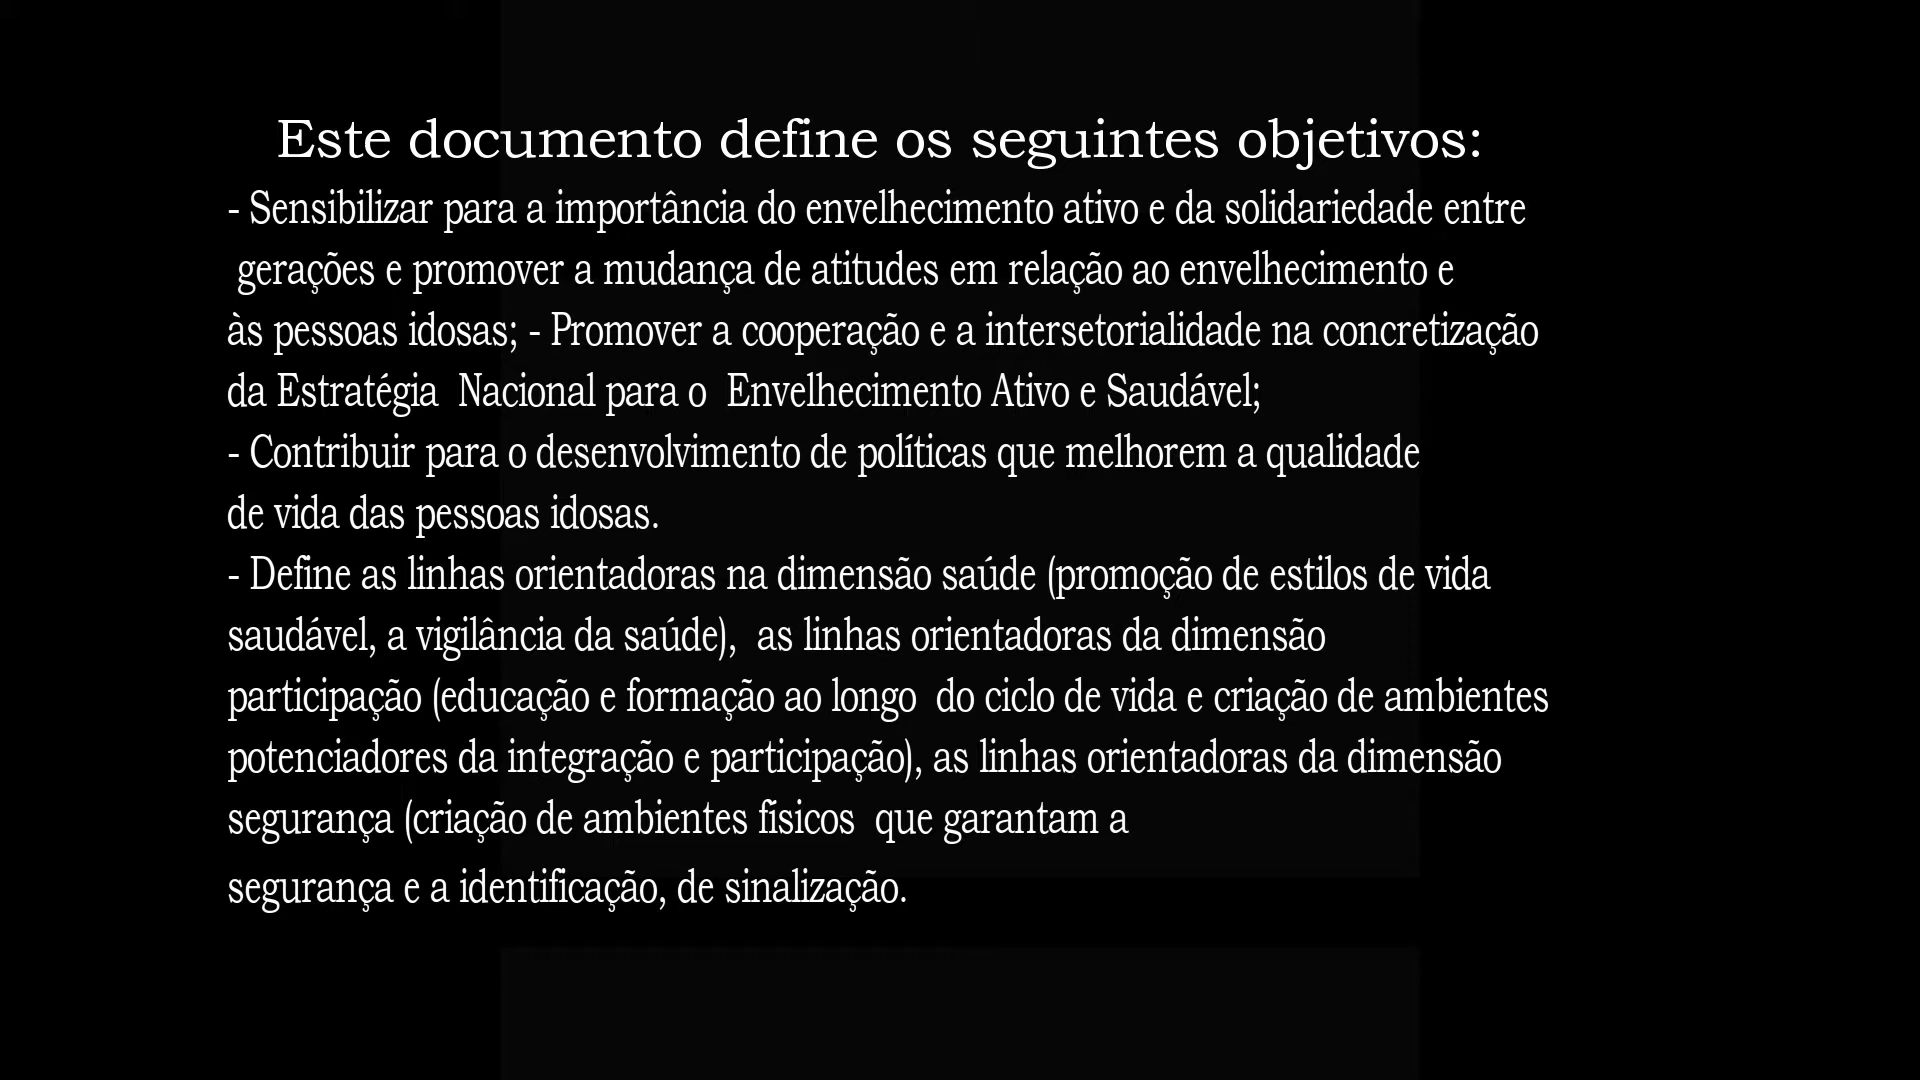 Este documento define os seguintes objetivos:
- Sensibilizar para a importância do envelhecimento ativo e da solidariedade entre
gerações e promover a mudança de atitudes em relação ao envelhecimento e
às pessoas idosas; - Promover a cooperação e a intersetorialidade na concretização
da Estratégia Nacional para o Envelhecimento Ativo e Saudável;
- Contribuir para o desenvolvimento de políticas que melhorem a qualidade
de vida das pessoas idosas.
- Define as linhas orientadoras na dimensão saúde (promoção de estilos de vida
saudável, a vigilância da saúde), as linhas orientadoras da dimensão
participação (educação e formação ao longo do ciclo de vida e criação de ambientes
potenciadores da integração e participação), as linhas orientadoras da dimensão
segurança (criação de ambientes físicos que garantam a
segurança e a identificação, de sinalização.